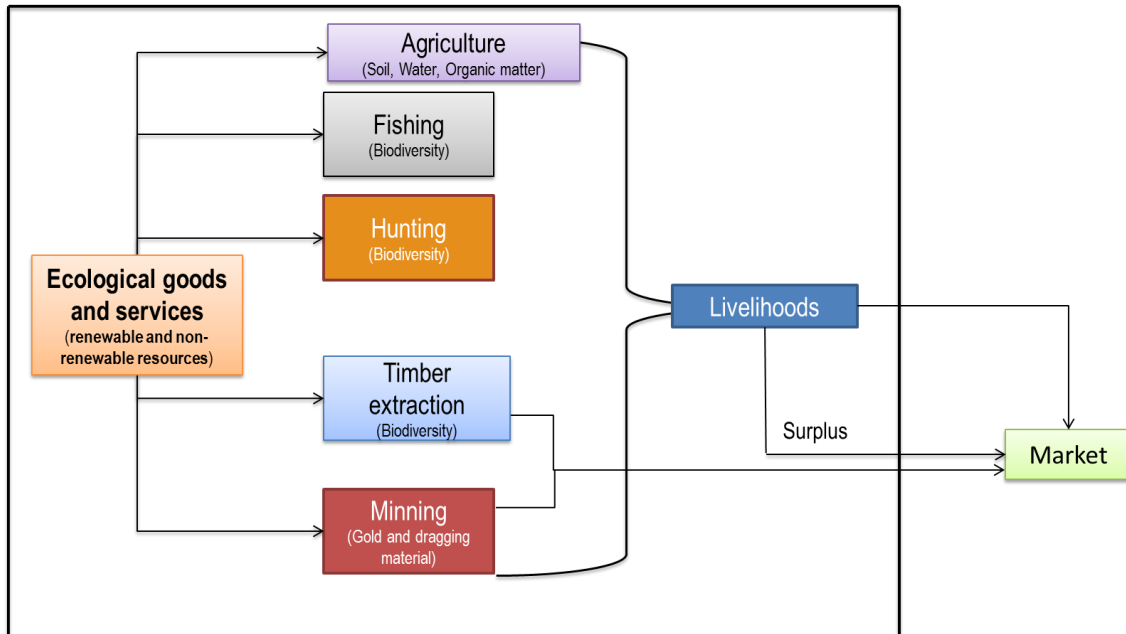 Agriculture
(Soil, Water, Organic matter)
Fishing
(Biodiversity)
Hunting
(Biodiversity)
Ecological goods
and services
(renewable and non-
renewable resources)
Livelihoods
Timber
extraction
(Biodiversity)
Surplus
Market
Minning
(Gold and dragging
material)